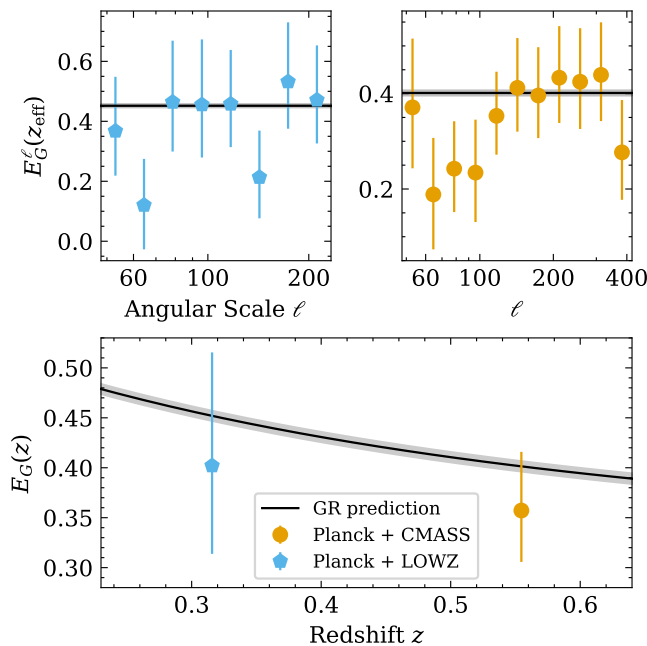 0.6
0.4
0.2
0.0
E_G^ℓ(z_eff)
60 100 200
Angular Scale ℓ
0.4
0.2
60 100 200 400
ℓ
0.50
0.45
0.40
0.35
0.30
E_G(z)
GR prediction
Planck + CMASS
Planck + LOWZ
0.3 0.4 0.5 0.6
Redshift z